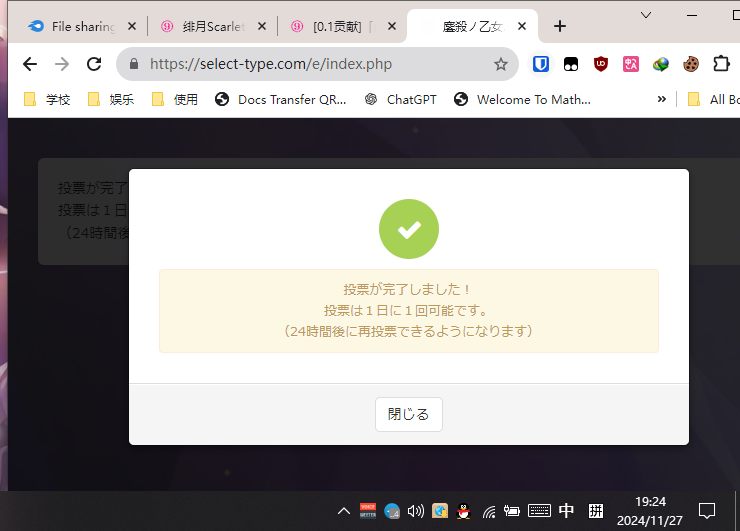 File sharing
绯月Scarlet
[0.1贡献]
鏖殺ノ乙女
https://select-type.com/e/index.php
学校
娱乐
使用
Docs Transfer QR...
ChatGPT
Welcome To Math...
»
All Bo
投票が完了
投票は１日
（24時間後
投票が完了しました！
投票は１日に１回可能です。
（24時間後に再投票できるようになります）
閉じる
中
拼
19:24
2024/11/27